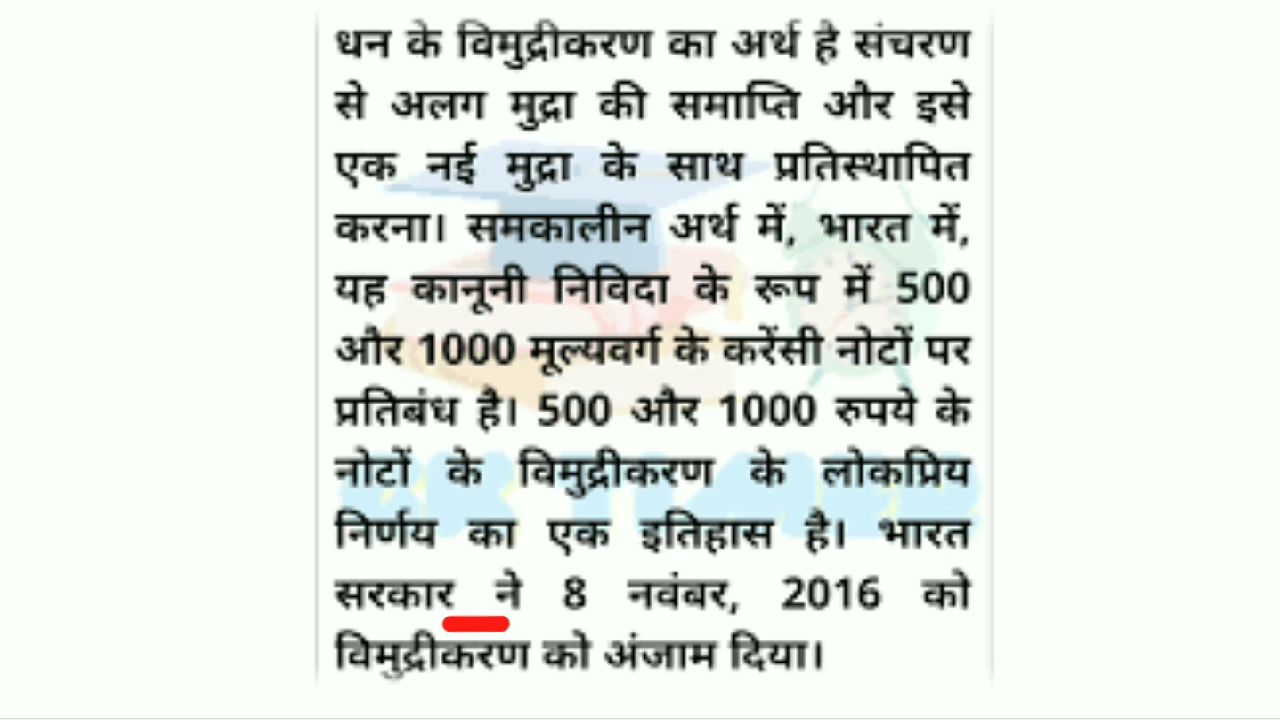 धन के विमुद्रीकरण का अर्थ है संचरण
से अलग मुद्रा की समाप्ति और इसे
एक नई मुद्रा के साथ प्रतिस्थापित
करना। समकालीन अर्थ में, भारत में,
यह कानूनी निविदा के रूप में 500
और 1000 मूल्यवर्ग के करेंसी नोटों पर
प्रतिबंध है। 500 और 1000 रुपये के
नोटों के विमुद्रीकरण के लोकप्रिय
निर्णय का एक इतिहास है। भारत
सरकार ने 8 नवंबर, 2016 को
विमुद्रीकरण को अंजाम दिया।